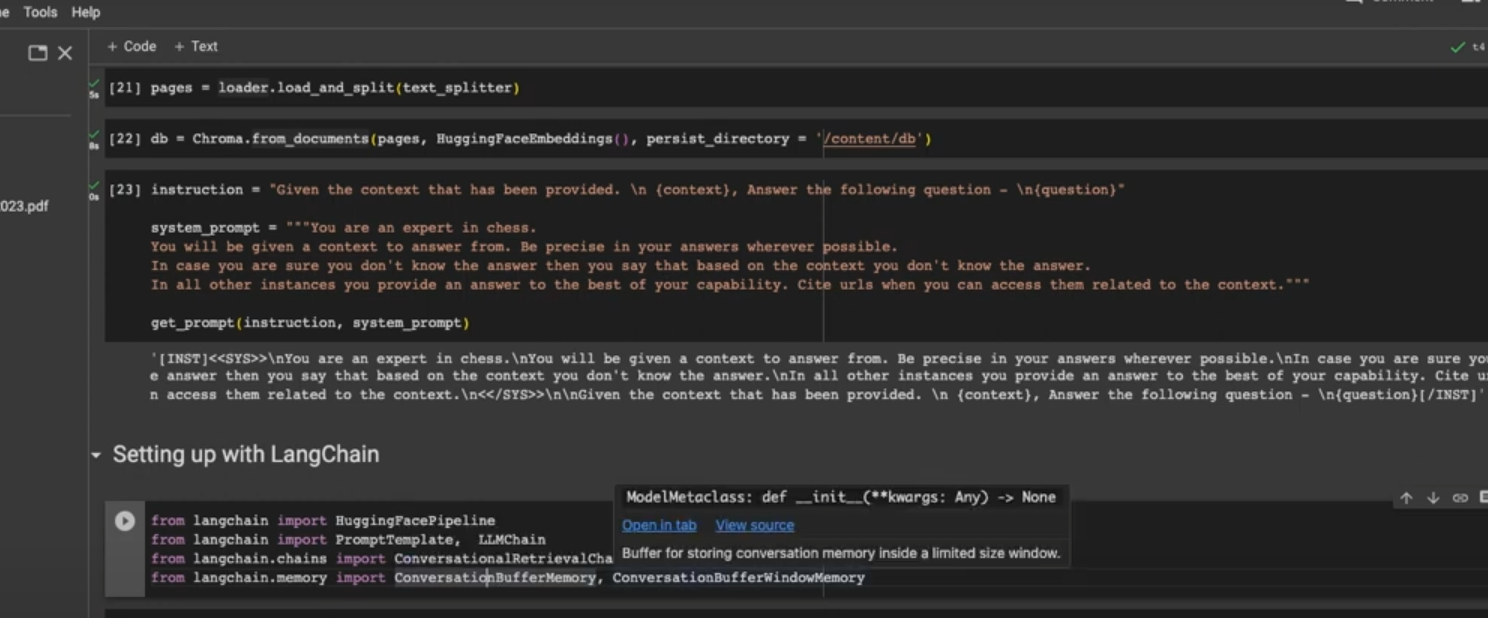 Tools Help
+ Code + Text
t4
[21] pages = loader.load_and_split(text_splitter)
5s
[22] db = Chroma.from_documents(pages, HuggingFaceEmbeddings(), persist_directory = '/content/db')
8s
[23] instruction = "Given the context that has been provided. \n {context}, Answer the following question - \n{question}"
0s
023.pdf
system_prompt = """You are an expert in chess.
You will be given a context to answer from. Be precise in your answers wherever possible.
In case you are sure you don't know the answer then you say that based on the context you don't know the answer.
In all other instances you provide an answer to the best of your capability. Cite urls when you can access them related to the context."""
get_prompt(instruction, system_prompt)
'[INST]<<SYS>>\nYou are an expert in chess.\nYou will be given a context to answer from. Be precise in your answers wherever possible.\nIn case you are sure yo
e answer then you say that based on the context you don't know the answer.\nIn all other instances you provide an answer to the best of your capability. Cite u
n access them related to the context.\n<</SYS>>\n\nGiven the context that has been provided. \n {context}, Answer the following question - \n{question}[/INST]'
Setting up with LangChain
ModelMetaclass: def __init__(**kwargs: Any) -> None
Open in tab View source
Buffer for storing conversation memory inside a limited size window.
from langchain import HuggingFacePipeline
from langchain import PromptTemplate, LLMChain
from langchain.chains import ConversationalRetrievalCha
from langchain.memory import ConversationBufferMemory, ConversationBufferWindowMemory